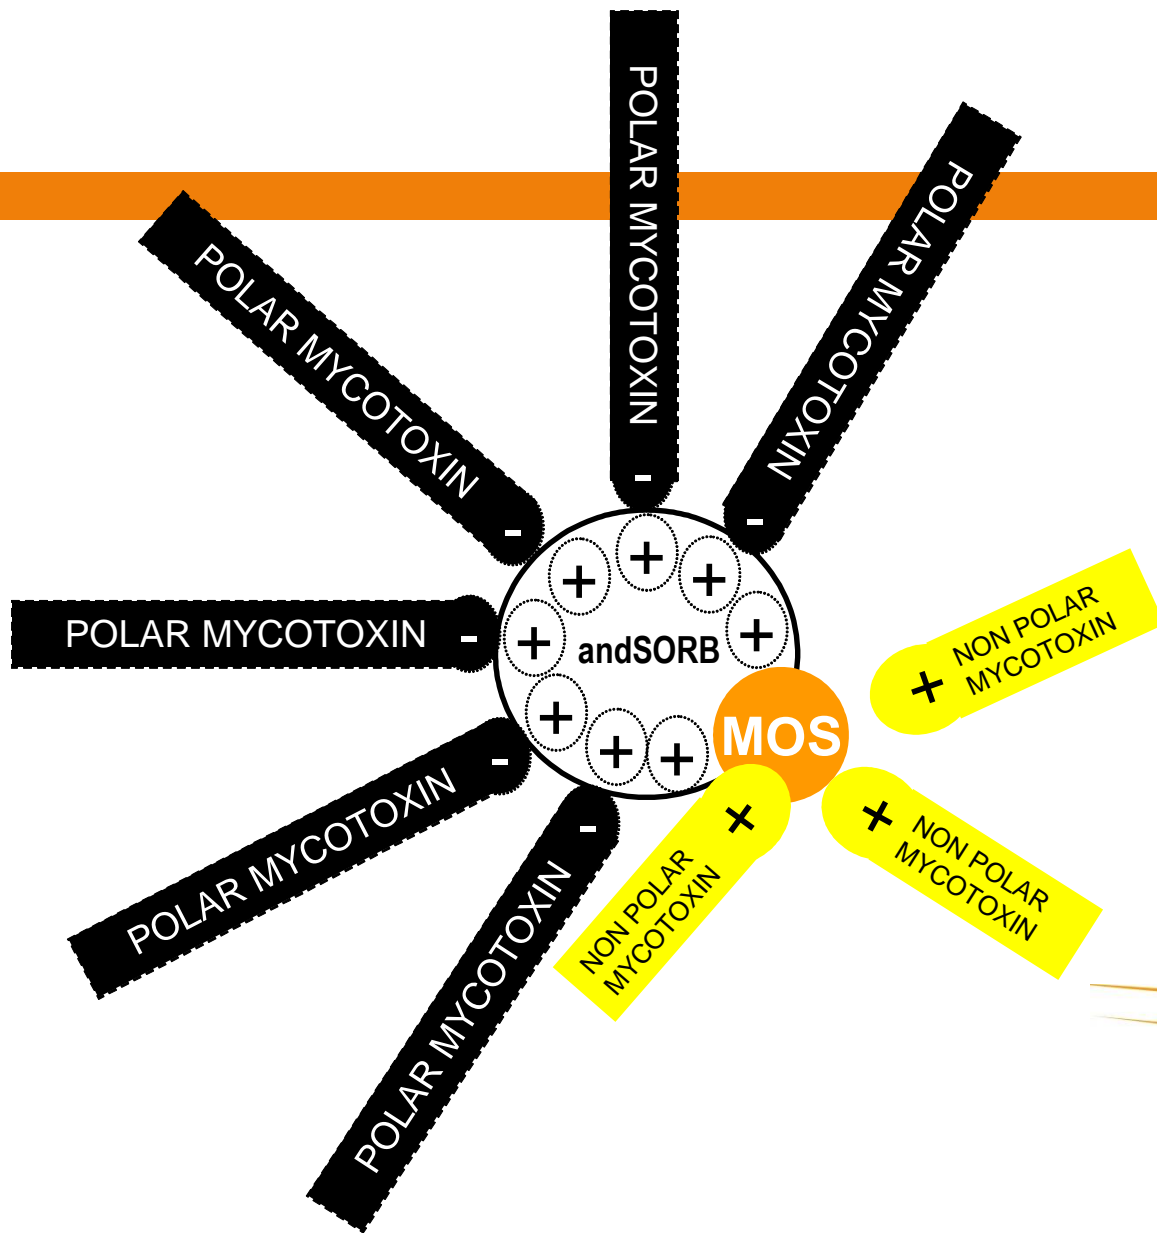 POLAR MYCOTOXIN
-
POLAR MYCOTOXIN
-
POLAR MYCOTOXIN
-
POLAR MYCOTOXIN
-
POLAR MYCOTOXIN
-
POLAR MYCOTOXIN
-
+
+
+
+
+
+
+
+
andSORB
MOS
+
NON POLAR
MYCOTOXIN
+
NON POLAR
MYCOTOXIN
+
NON POLAR
MYCOTOXIN